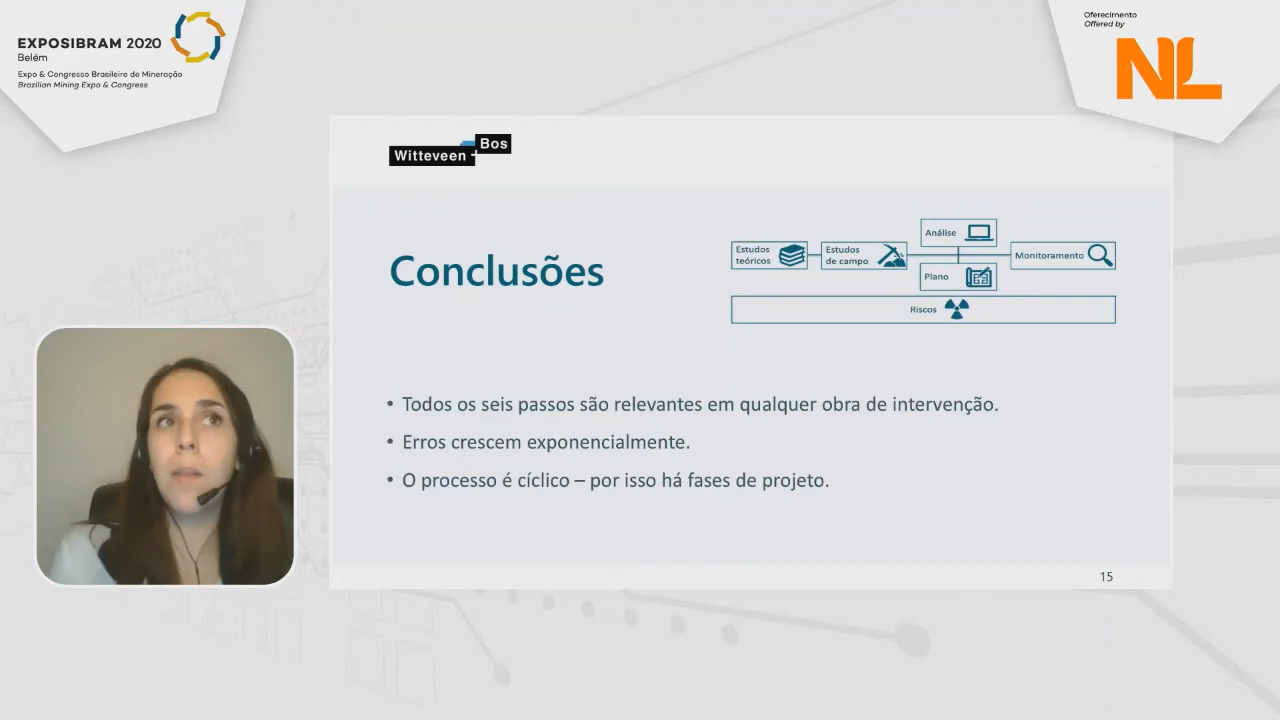 EXPOSIBRAM 2020
Belém
Expo & Congresso Brasileiro de Mineração
Brazilian Mining Expo & Congress
Oferecimento
Offered by
NL
Witteveen + Bos
Conclusões
Estudos
teóricos
Estudos
de campo
Análise
Plano
Monitoramento
Riscos
• Todos os seis passos são relevantes em qualquer obra de intervenção.
• Erros crescem exponencialmente.
• O processo é cíclico – por isso há fases de projeto.
15